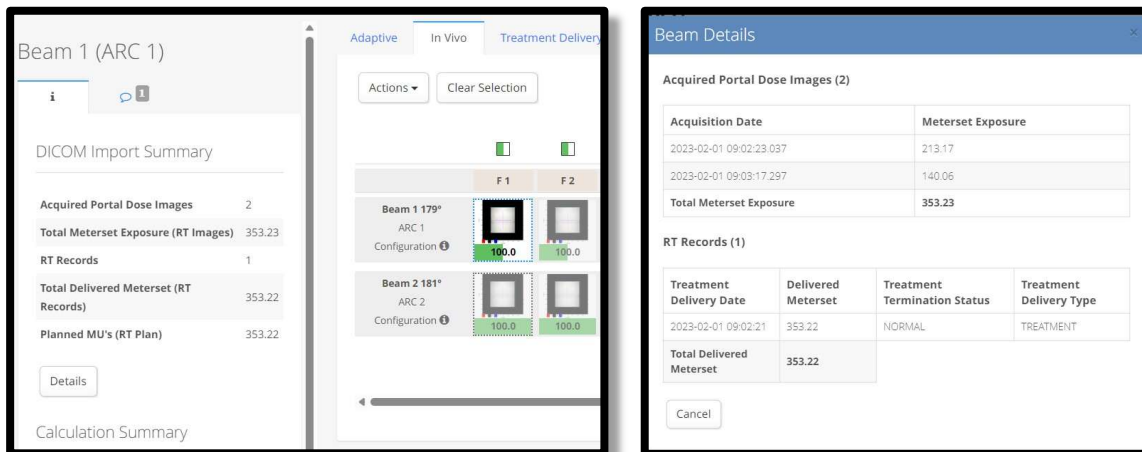 Beam 1 (ARC 1)
i
1
DICOM Import Summary
Acquired Portal Dose Images 2
Total Meterset Exposure (RT Images) 353.23
RT Records 1
Total Delivered Meterset (RT
Records) 353.22
Planned MU's (RT Plan) 353.22
Details
Calculation Summary
Adaptive In Vivo Treatment Delivery
Actions Clear Selection
F 1 F 2
Beam 1 179°
ARC 1
Configuration
100.0 100.0
Beam 2 181°
ARC 2
Configuration
100.0 100.0
Beam Details
Acquired Portal Dose Images (2)
Acquisition Date Meterset Exposure
2023-02-01 09:02:23.037 213.17
2023-02-01 09:03:17.297 140.06
Total Meterset Exposure 353.23
RT Records (1)
Treatment Delivered Treatment Treatment
Delivery Date Meterset Termination Status Delivery Type
2023-02-01 09:02:21 353.22 NORMAL TREATMENT
Total Delivered
Meterset 353.22
Cancel